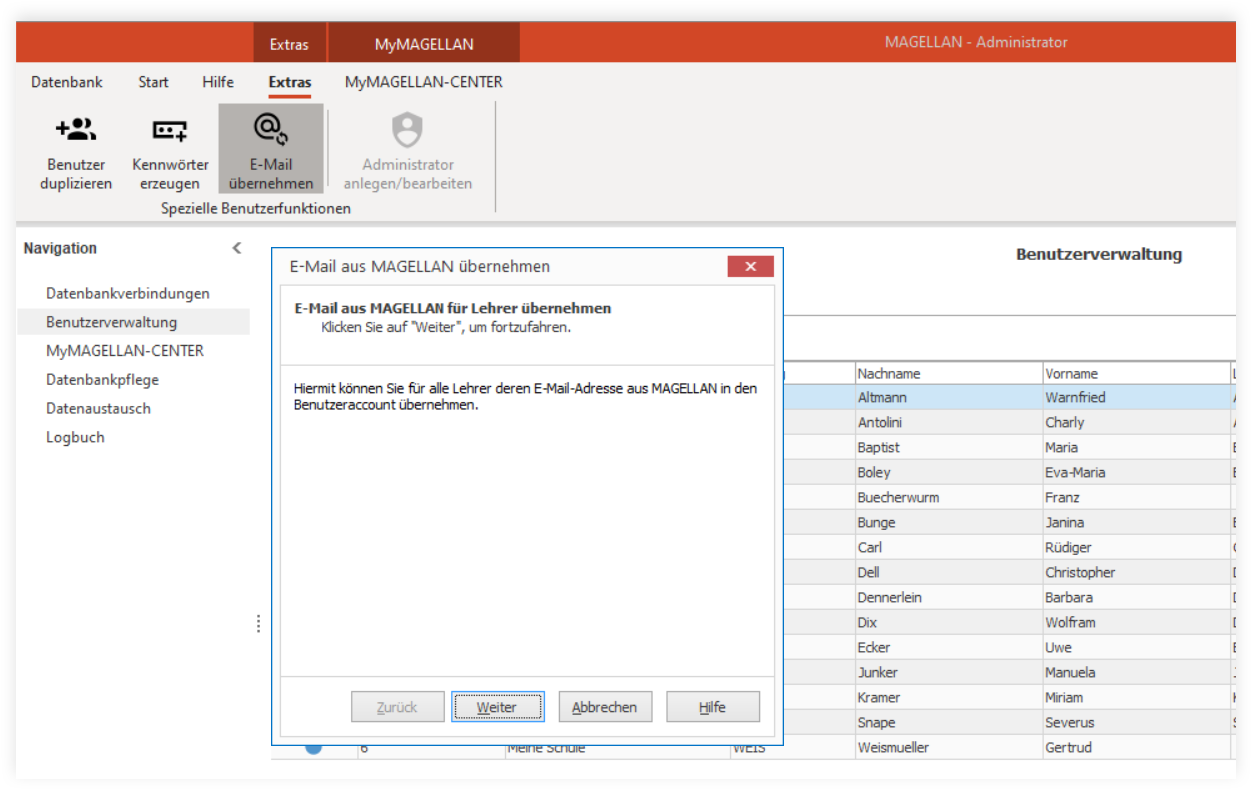 Extras MyMAGELLAN MAGELLAN - Administrator
Datenbank Start Hilfe Extras MyMAGELLAN-CENTER
Benutzer duplizieren
Kennwörter erzeugen
E-Mail übernehmen
Administrator anlegen/bearbeiten
Spezielle Benutzerfunktionen
Navigation
Datenbankverbindungen
Benutzerverwaltung
MyMAGELLAN-CENTER
Datenbankpflege
Datenaustausch
Logbuch
E-Mail aus MAGELLAN übernehmen
E-Mail aus MAGELLAN für Lehrer übernehmen
Klicken Sie auf "Weiter", um fortzufahren.
Hiermit können Sie für alle Lehrer deren E-Mail-Adresse aus MAGELLAN in den
Benutzeraccount übernehmen.
Zurück Weiter Abbrechen Hilfe
Benutzerverwaltung
Nachname Vorname
Altmann Warnfried
Antolini Charly
Baptist Maria
Boley Eva-Maria
Buecherwurm Franz
Bunge Janina
Carl Rüdiger
Dell Christopher
Dennerlein Barbara
Dix Wolfram
Ecker Uwe
Junker Manuela
Kramer Miriam
Snape Severus
6 Meine Schule WEIS Weismueller Gertrud